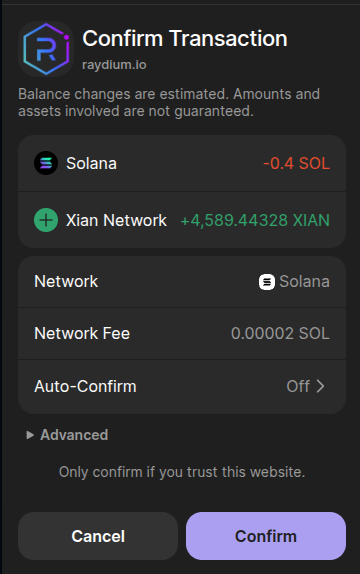 Confirm Transaction
raydium.io
Balance changes are estimated. Amounts and
assets involved are not guaranteed.
Solana -0.4 SOL
Xian Network +4,589.44328 XIAN
Network Solana
Network Fee 0.00002 SOL
Auto-Confirm Off
Advanced
Only confirm if you trust this website.
Cancel Confirm